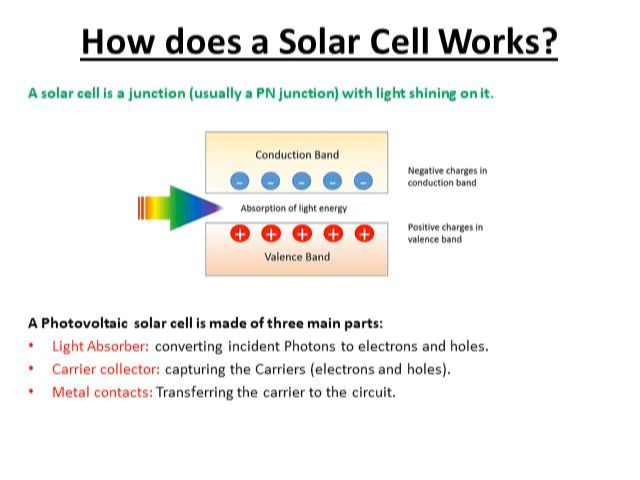 How does a Solar Cell Works?
A solar cell is a junction (usually a PN junction) with light shining on it.
Conduction Band
Negative charges in
conduction band
- - - - -
Absorption of light energy
+ + + + +
Positive charges in
valence band
Valence Band
A Photovoltaic solar cell is made of three main parts:
• Light Absorber: converting incident Photons to electrons and holes.
• Carrier collector: capturing the Carriers (electrons and holes).
• Metal contacts: Transferring the carrier to the circuit.